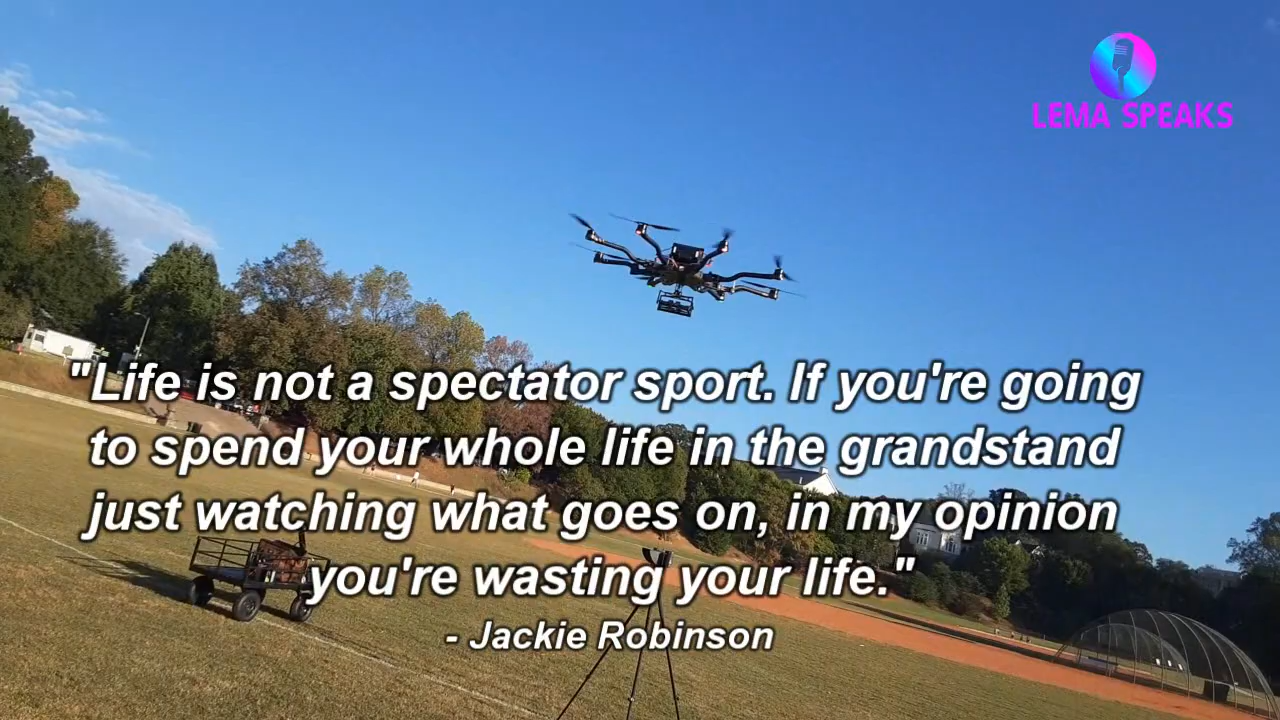 LEMA SPEAKS
"Life is not a spectator sport. If you're going
to spend your whole life in the grandstand
just watching what goes on, in my opinion
you're wasting your life."
- Jackie Robinson